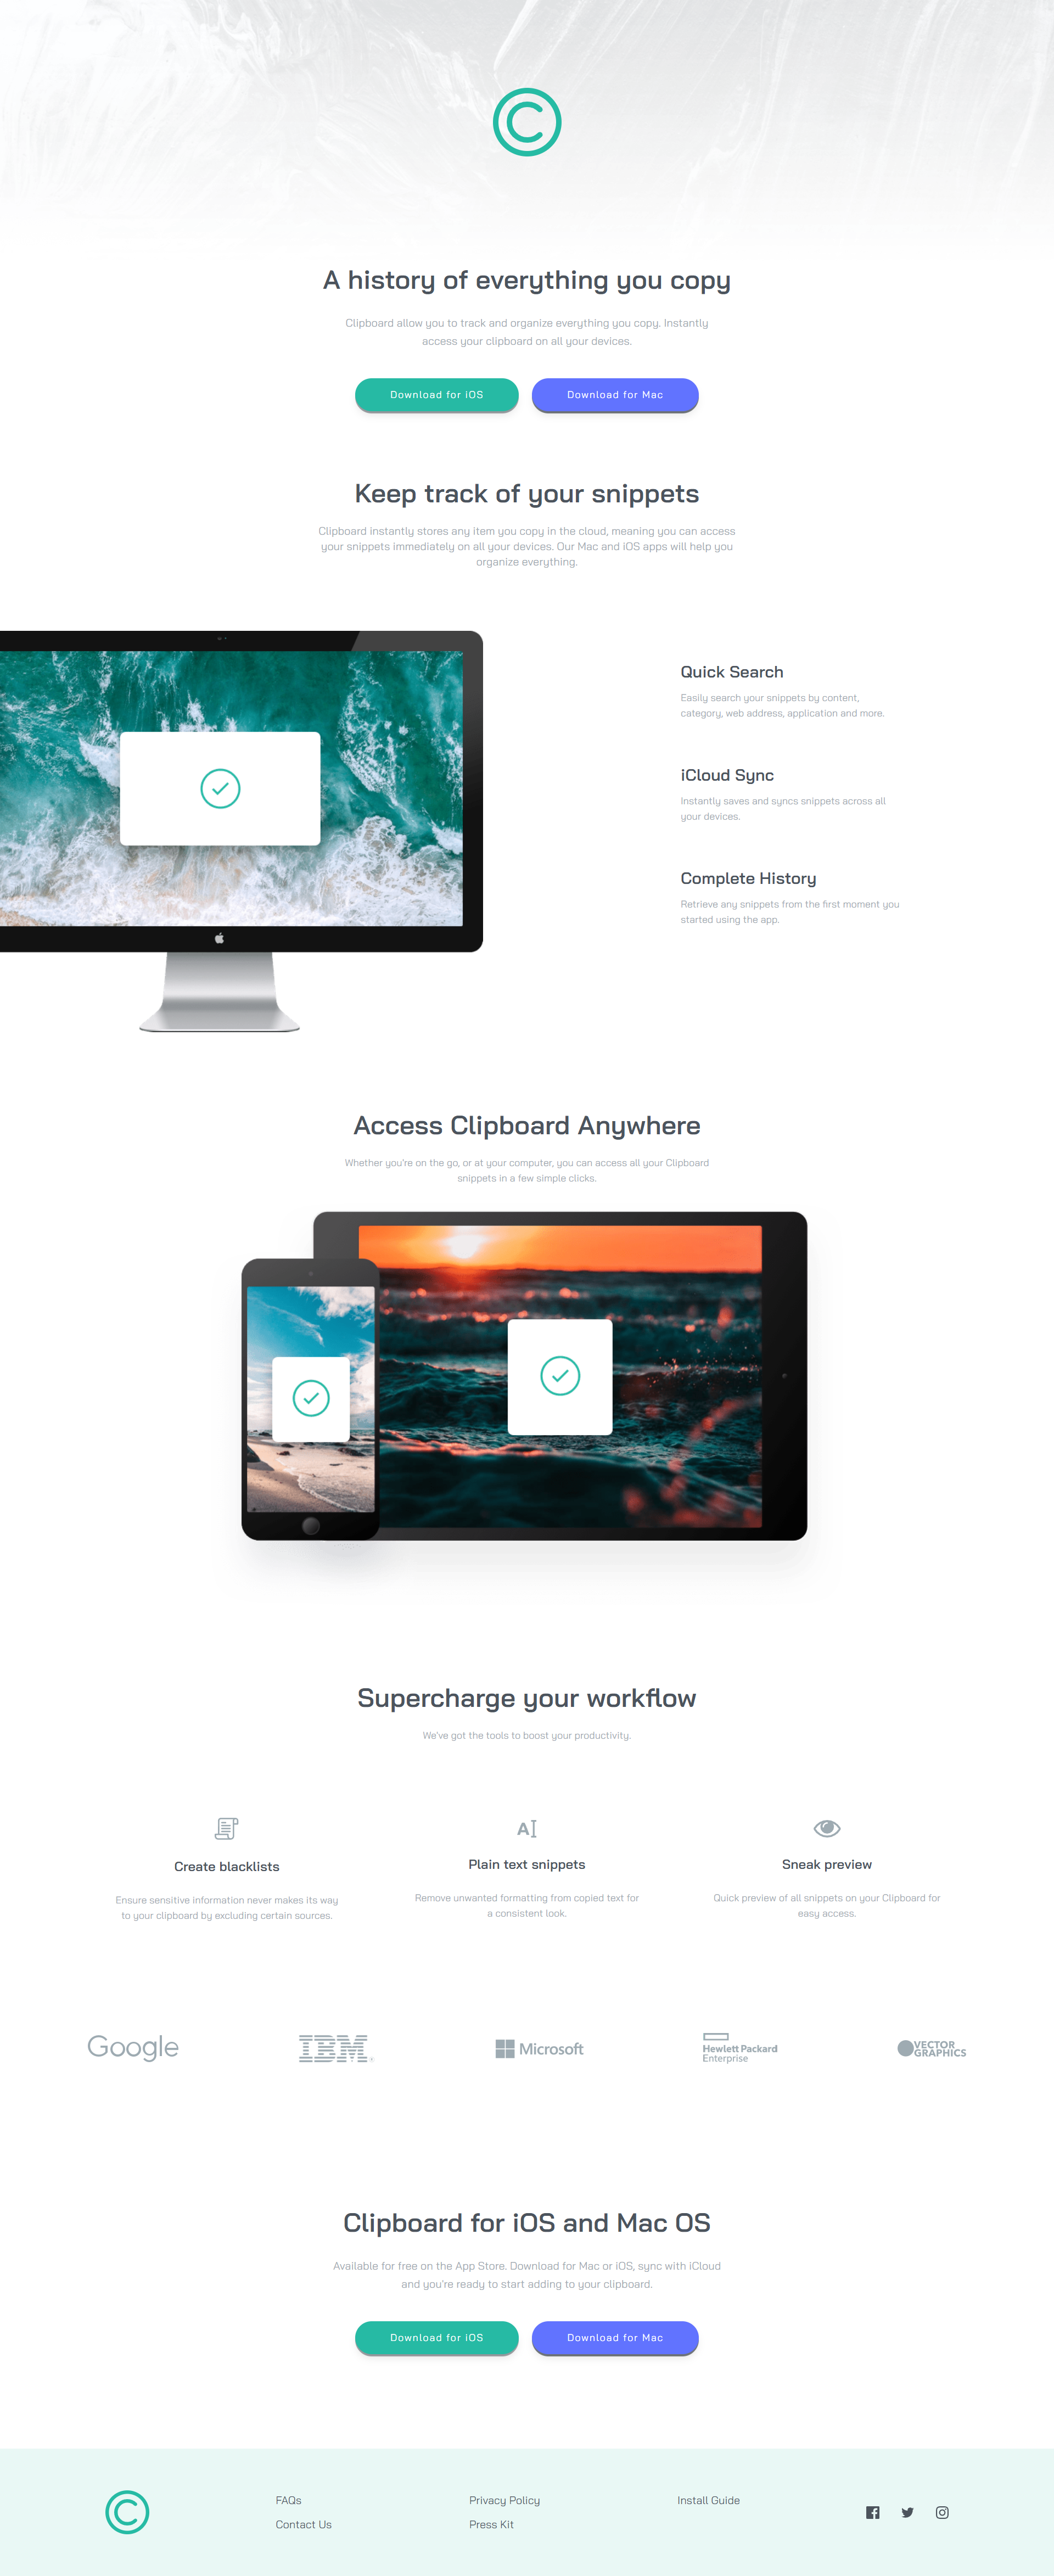 A history of everything you copy
Clipboard allow you to track and organize everything you copy. Instantly
access your clipboard on all your devices.
Download for iOS
Download for Mac
Keep track of your snippets
Clipboard instantly stores any item you copy in the cloud, meaning you can access
your snippets immediately on all your devices. Our Mac and iOS apps will help you
organize everything.
Quick Search
Easily search your snippets by content,
category, web address, application and more.
iCloud Sync
Instantly saves and syncs snippets across all
your devices.
Complete History
Retrieve any snippets from the first moment you
started using the app.
Access Clipboard Anywhere
Whether you're on the go, or at your computer, you can access all your Clipboard
snippets in a few simple clicks.
Supercharge your workflow
We've got the tools to boost your productivity.
Create blacklists
Ensure sensitive information never makes its way
to your clipboard by excluding certain sources.
Plain text snippets
Remove unwanted formatting from copied text for
a consistent look.
Sneak preview
Quick preview of all snippets on your Clipboard for
easy access.
Google
IBM
Microsoft
Hewlett Packard
Enterprise
VECTOR
GRAPHICS
Clipboard for iOS and Mac OS
Available for free on the App Store. Download for Mac or iOS, sync with iCloud
and you're ready to start adding to your clipboard.
Download for iOS
Download for Mac
FAQs
Contact Us
Privacy Policy
Press Kit
Install Guide